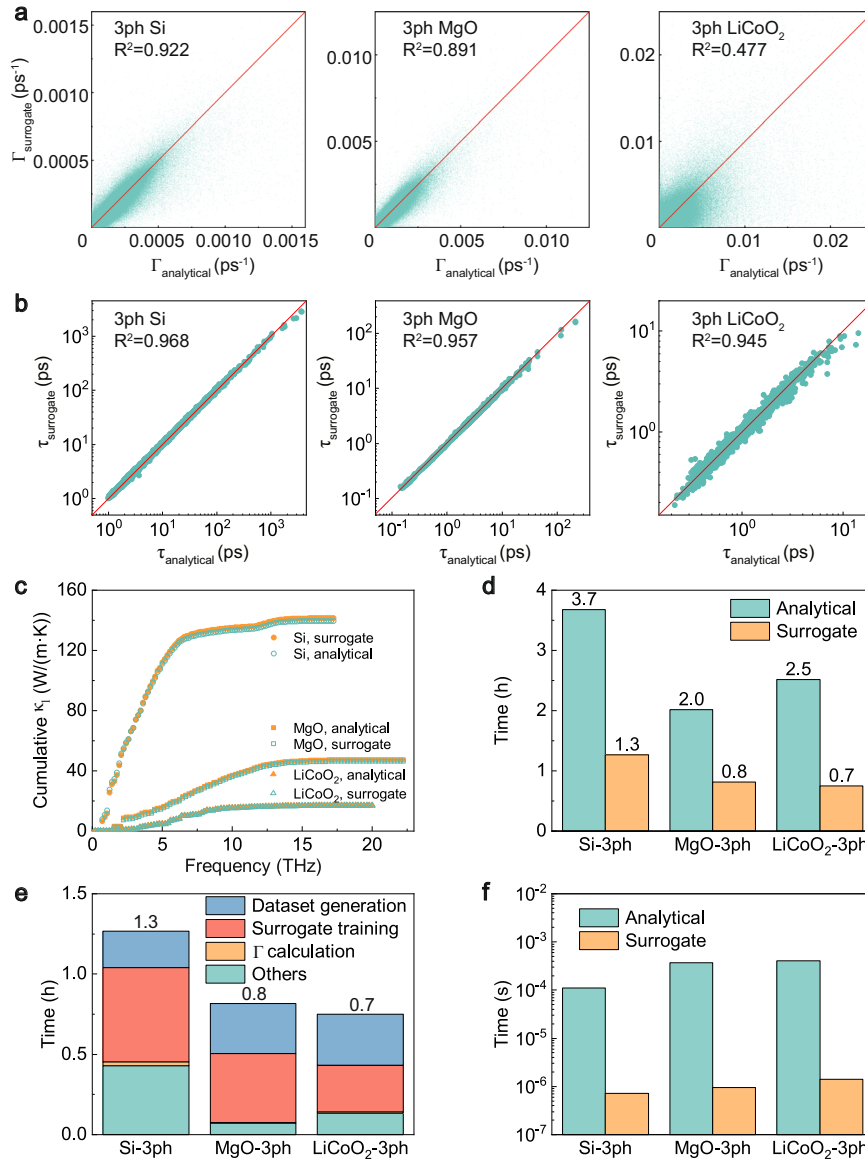 a
3ph Si
R²=0.922
0.0015
0.0010
0.0005
Γsurrogate (ps⁻¹)
0
0.0005
0.0010
0.0015
Γanalytical (ps⁻¹)
3ph MgO
R²=0.891
0.010
0.005
0
0.005
0.010
Γanalytical (ps⁻¹)
3ph LiCoO₂
R²=0.477
0.02
0.01
0
0.01
0.02
Γanalytical (ps⁻¹)
b
3ph Si
R²=0.968
10³
10²
10¹
10⁰
τsurrogate (ps)
10⁰
10¹
10²
10³
τanalytical (ps)
3ph MgO
R²=0.957
10²
10¹
10⁰
10⁻¹
τsurrogate (ps)
10⁻¹
10⁰
10¹
10²
τanalytical (ps)
3ph LiCoO₂
R²=0.945
10¹
10⁰
τsurrogate (ps)
10⁰
10¹
τanalytical (ps)
c
160
120
80
40
0
Cumulative κl (W/(m·K))
Si, surrogate
Si, analytical
MgO, analytical
MgO, surrogate
LiCoO₂, analytical
LiCoO₂, surrogate
0
5
10
15
20
Frequency (THz)
d
4
3
2
1
0
Time (h)
Analytical
Surrogate
3.7
1.3
2.0
0.8
2.5
0.7
Si-3ph
MgO-3ph
LiCoO₂-3ph
e
1.5
1.0
0.5
0.0
Time (h)
Dataset generation
Surrogate training
Γ calculation
Others
1.3
0.8
0.7
Si-3ph
MgO-3ph
LiCoO₂-3ph
f
10⁻²
10⁻³
10⁻⁴
10⁻⁵
10⁻⁶
10⁻⁷
Time (s)
Analytical
Surrogate
Si-3ph
MgO-3ph
LiCoO₂-3ph